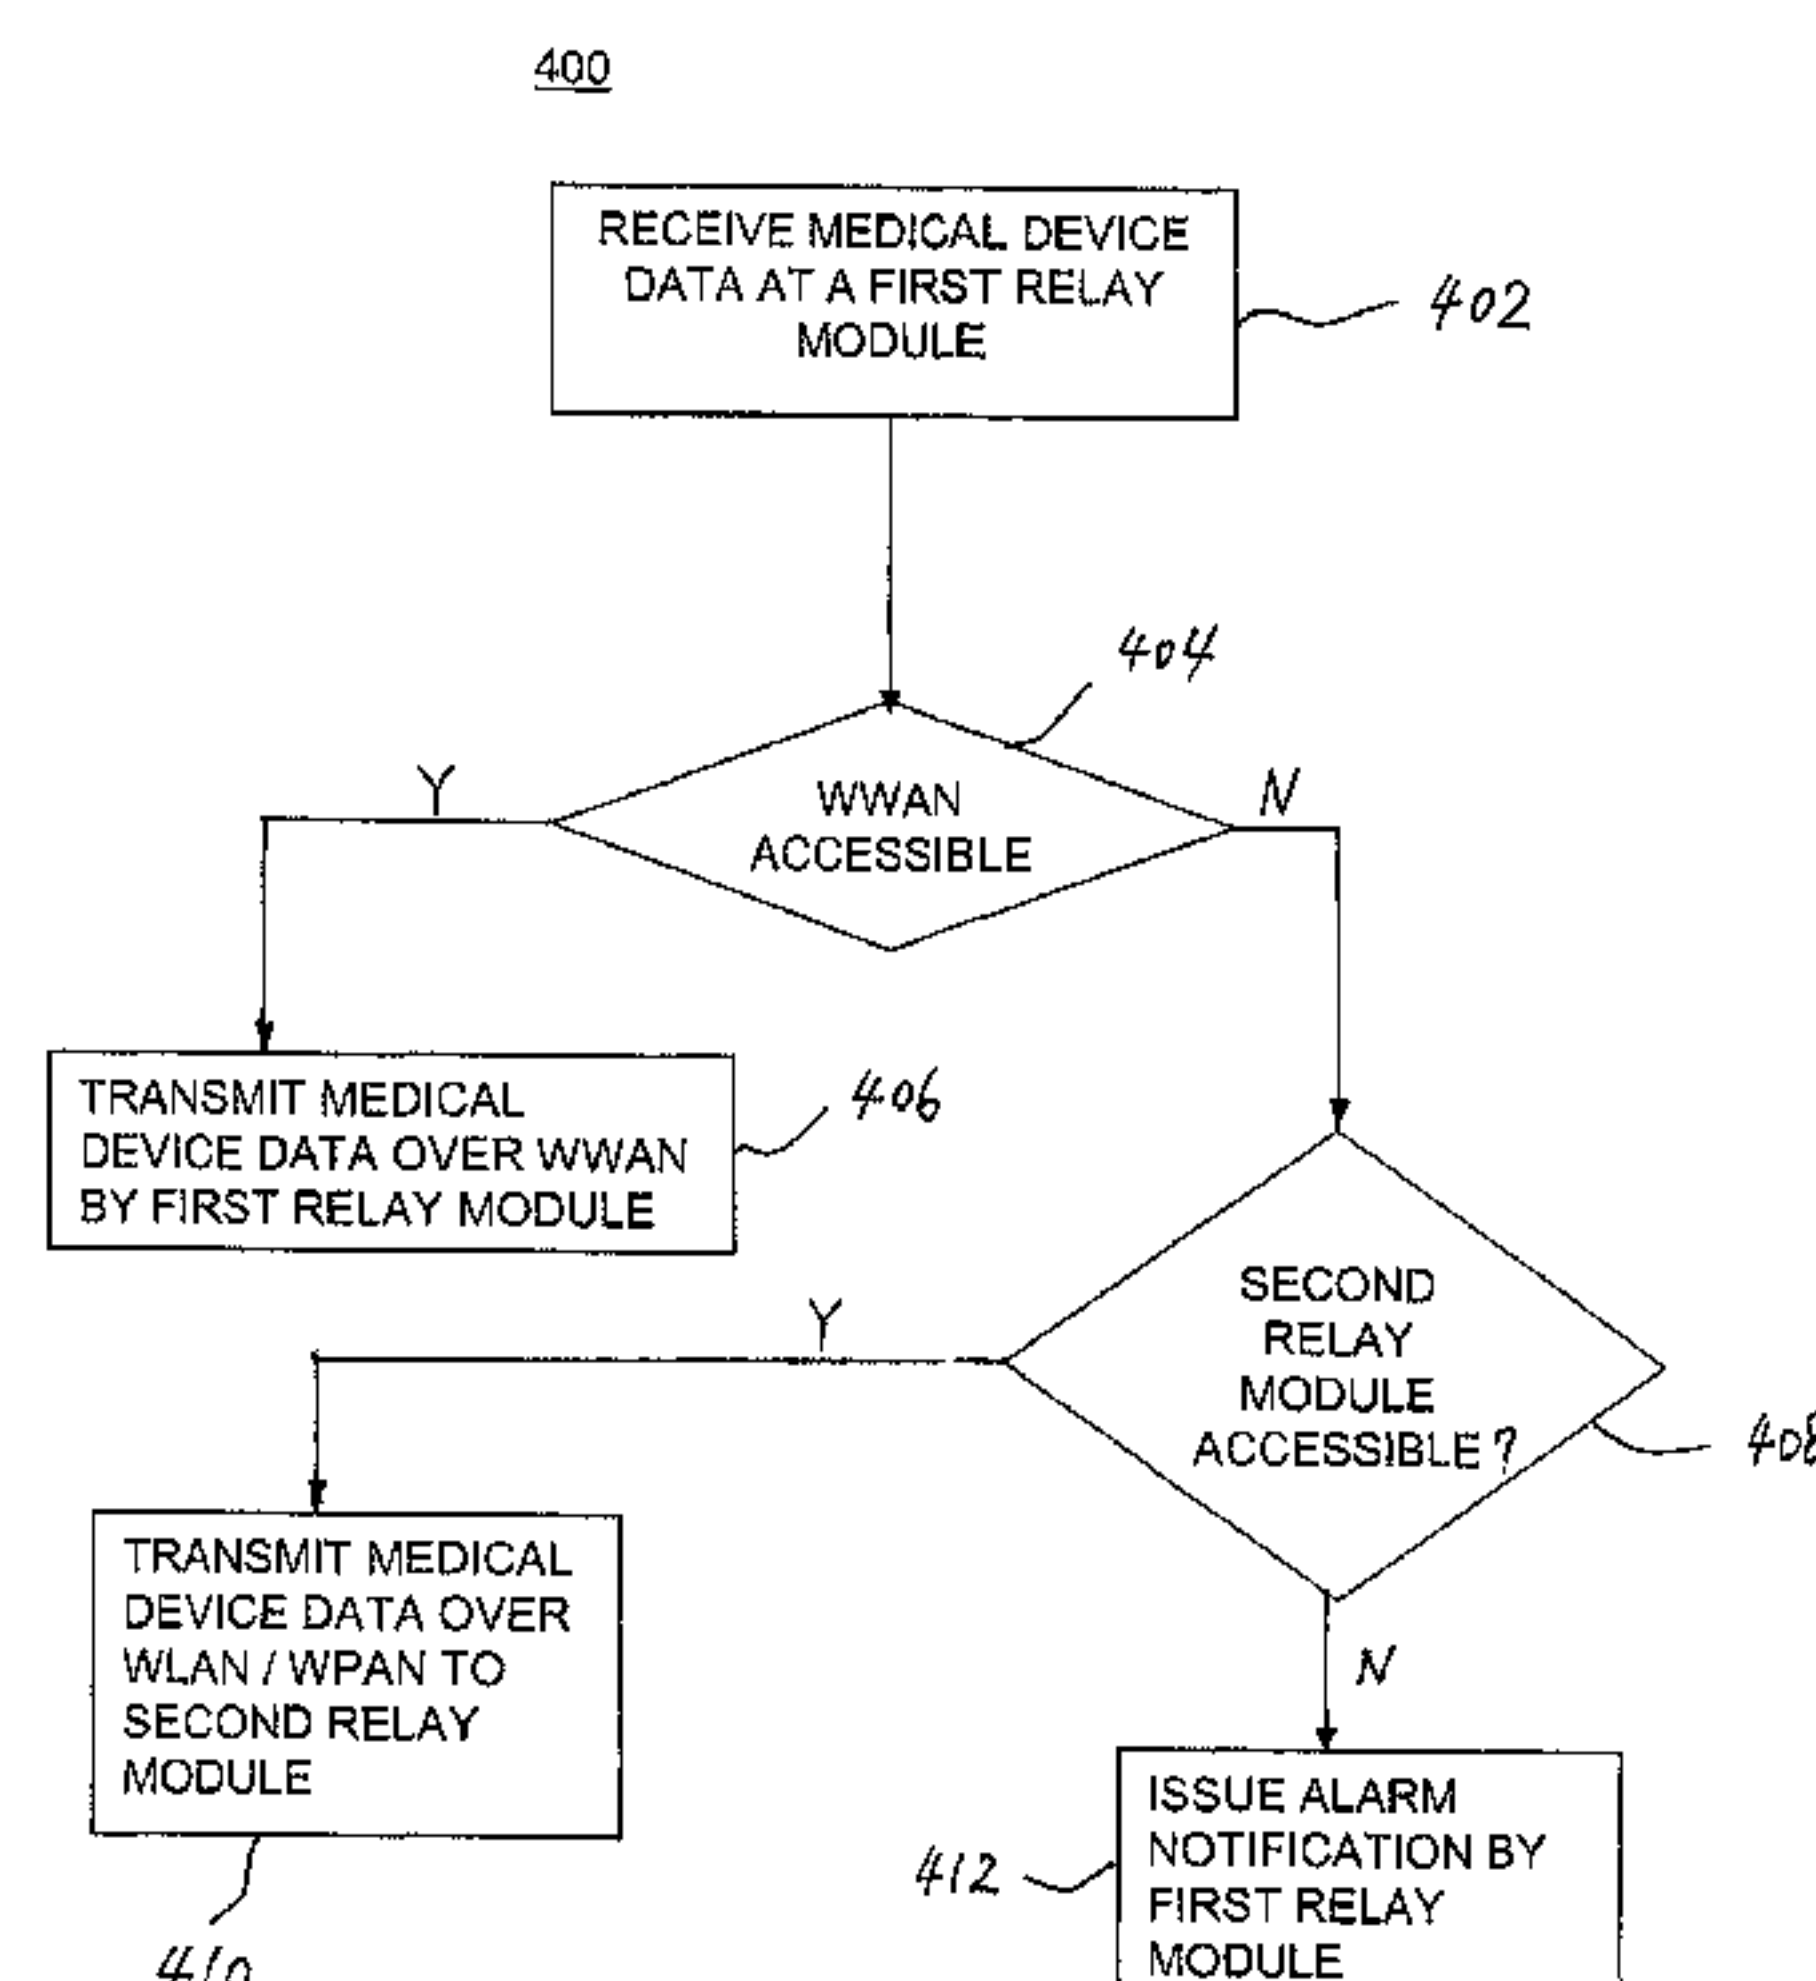 400
RECEIVE MEDICAL DEVICE
DATA AT A FIRST RELAY
MODULE
402
404
Y
WWAN
ACCESSIBLE
N
TRANSMIT MEDICAL
DEVICE DATA OVER WWAN
BY FIRST RELAY MODULE
406
Y
SECOND
RELAY
MODULE
ACCESSIBLE ?
408
TRANSMIT MEDICAL
DEVICE DATA OVER
WLAN / WPAN TO
SECOND RELAY
MODULE
N
410
412
ISSUE ALARM
NOTIFICATION BY
FIRST RELAY
MODULE